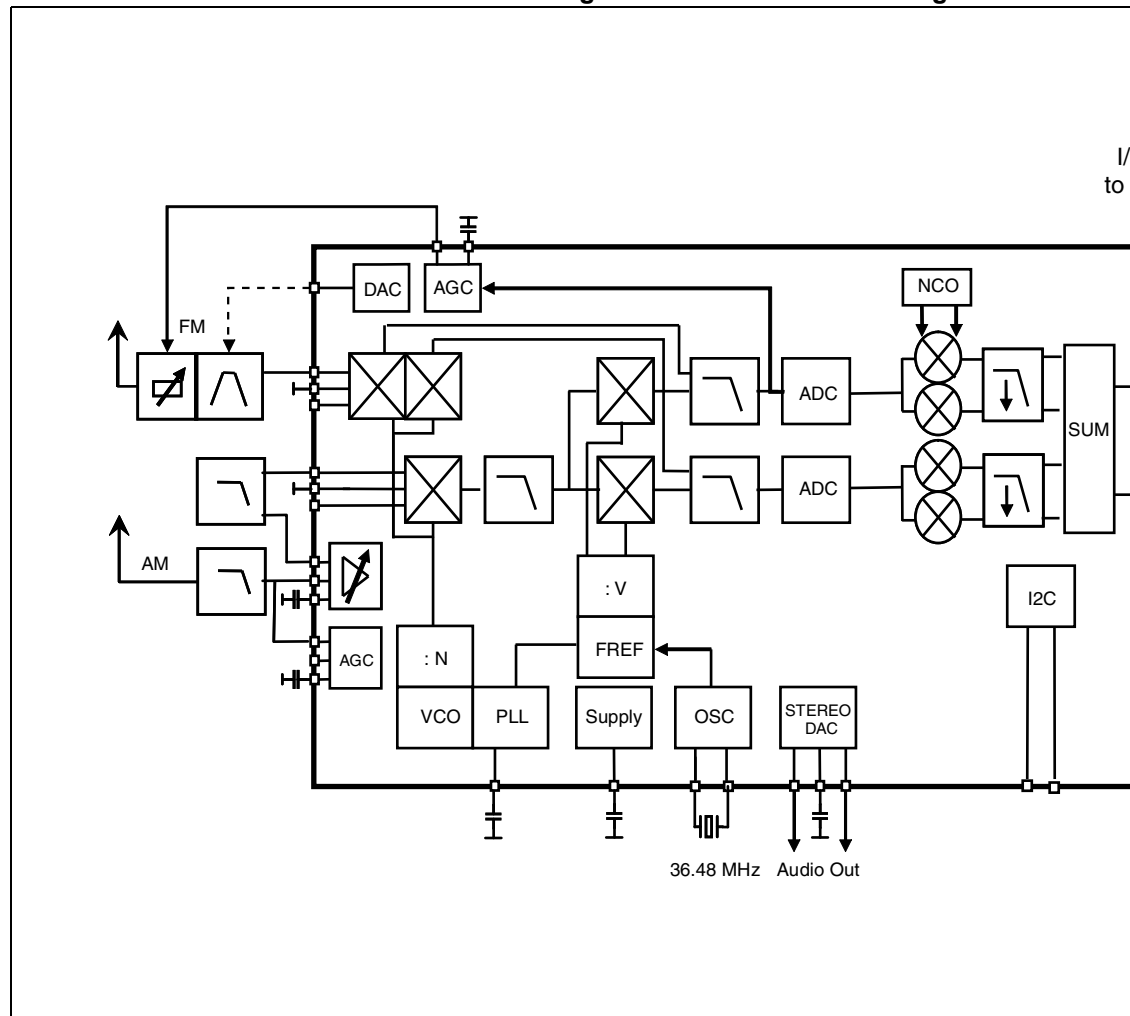 I/
to
DAC
AGC
NCO
FM
ADC
SUM
ADC
AM
: V
I2C
AGC
: N
FREF
VCO
PLL
Supply
OSC
STEREO
DAC
36.48 MHz
Audio Out